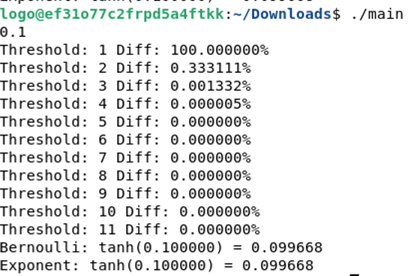 logo@ef31o77c2frpd5a4ftkk:~/Downloads$ ./main
0.1
Threshold: 1 Diff: 100.000000%
Threshold: 2 Diff: 0.333111%
Threshold: 3 Diff: 0.001332%
Threshold: 4 Diff: 0.000005%
Threshold: 5 Diff: 0.000000%
Threshold: 6 Diff: 0.000000%
Threshold: 7 Diff: 0.000000%
Threshold: 8 Diff: 0.000000%
Threshold: 9 Diff: 0.000000%
Threshold: 10 Diff: 0.000000%
Threshold: 11 Diff: 0.000000%
Bernoulli: tanh(0.100000) = 0.099668
Exponent: tanh(0.100000) = 0.099668